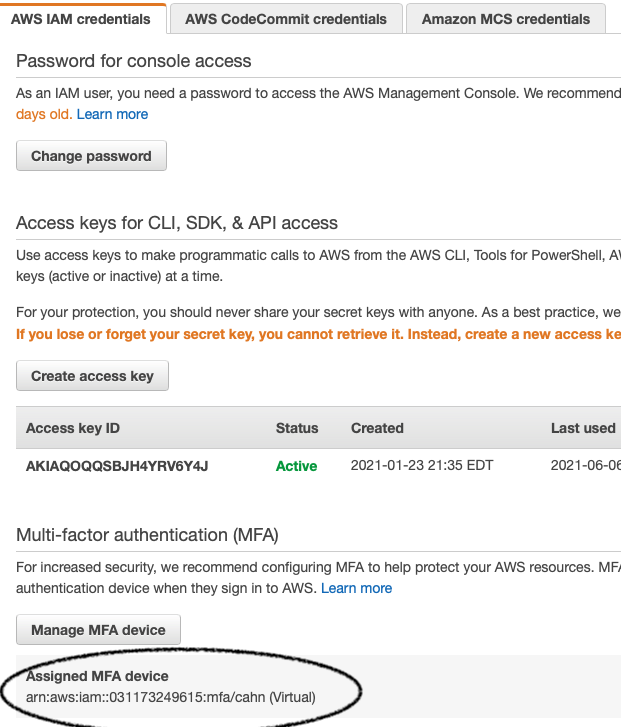 AWS IAM credentials AWS CodeCommit credentials Amazon MCS credentials
Password for console access
As an IAM user, you need a password to access the AWS Management Console. We recommend
days old. Learn more
Change password
Access keys for CLI, SDK, & API access
Use access keys to make programmatic calls to AWS from the AWS CLI, Tools for PowerShell, AW
keys (active or inactive) at a time.
For your protection, you should never share your secret keys with anyone. As a best practice, we
If you lose or forget your secret key, you cannot retrieve it. Instead, create a new access ke
Create access key
Access key ID Status Created Last used
AKIAQOQQSBJH4YRV6Y4J Active 2021-01-23 21:35 EDT 2021-06-06
Multi-factor authentication (MFA)
For increased security, we recommend configuring MFA to help protect your AWS resources. MFA
authentication device when they sign in to AWS. Learn more
Manage MFA device
Assigned MFA device
arn:aws:iam::031173249615:mfa/cahn (Virtual)